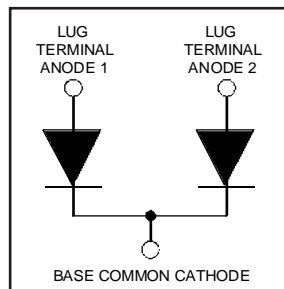 LUG
TERMINAL
ANODE 1
LUG
TERMINAL
ANODE 2
BASE COMMON CATHODE